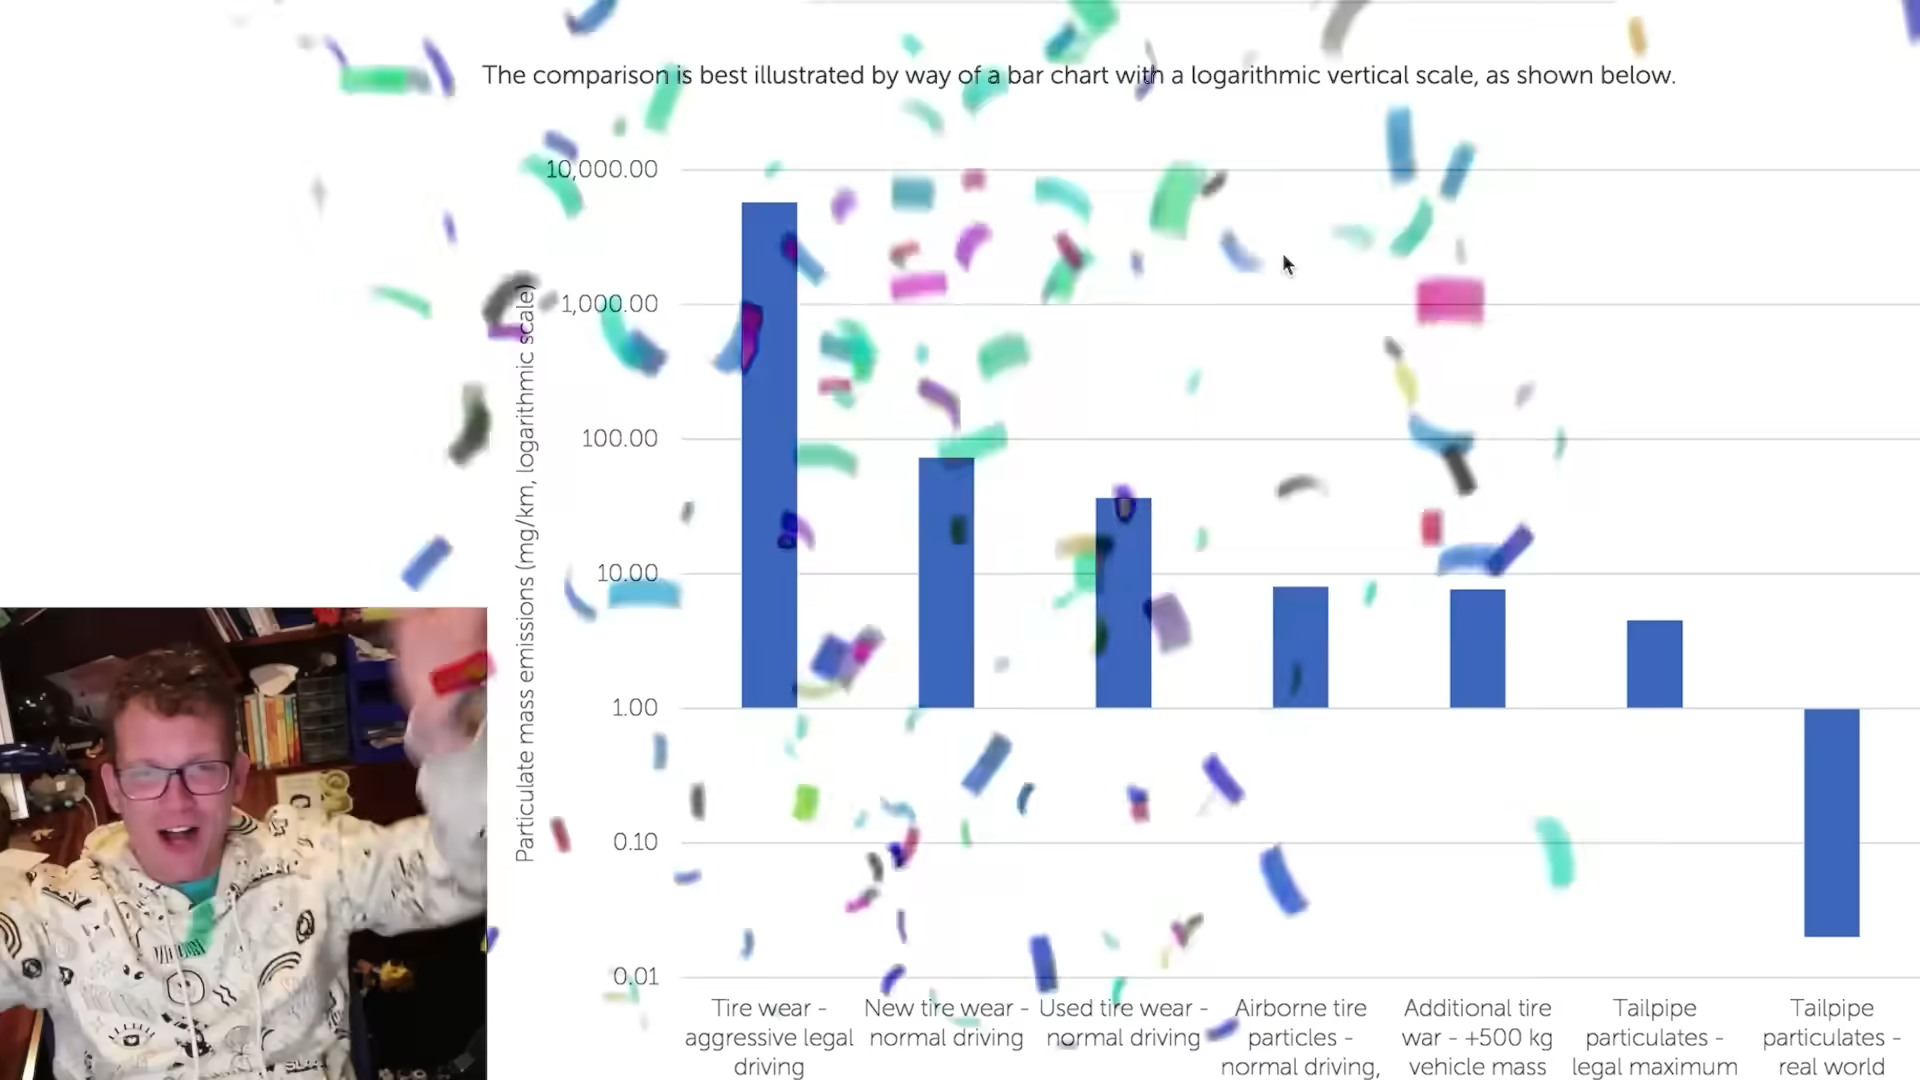 The comparison is best illustrated by way of a bar chart with a logarithmic vertical scale, as shown below.
Particulate mass emissions (mg/km, logarithmic scale)
10,000.00
1,000.00
100.00
10.00
1.00
0.10
0.01
Tire wear -
aggressive legal
driving
New tire wear -
normal driving
Used tire wear -
normal driving
Airborne tire
particles -
normal driving,
Additional tire
war - +500 kg
vehicle mass
Tailpipe
particulates -
legal maximum
Tailpipe
particulates -
real world